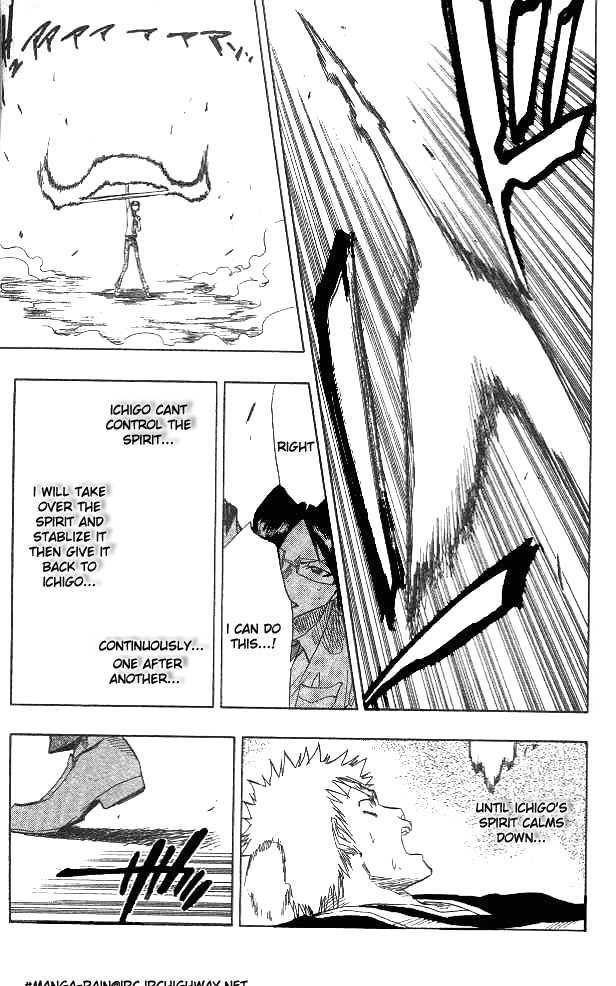 RIGHT
I CAN DO
THIS...!
ICHIGO CANT
CONTROL THE
SPIRIT...
I WILL TAKE
OVER THE
SPIRIT AND
STABLIZE IT
THEN GIVE IT
BACK TO
ICHIGO...
CONTINUOUSLY...
ONE AFTER
ANOTHER...
UNTIL ICHIGO'S
SPIRIT CALMS
DOWN...